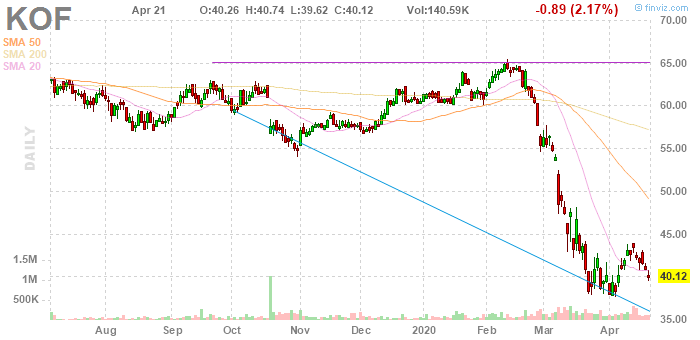 KOF
Apr 21 O:40.26 H:40.74 L:39.62 C:40.12 Vol:140.59K -0.89 (2.17%)
© finviz.com
SMA 50
SMA 200
SMA 20
DAILY
70.00
65.00
60.00
55.00
50.00
45.00
40.12
35.00
1.5M
1M
500K
Aug Sep Oct Nov Dec 2020 Feb Mar Apr